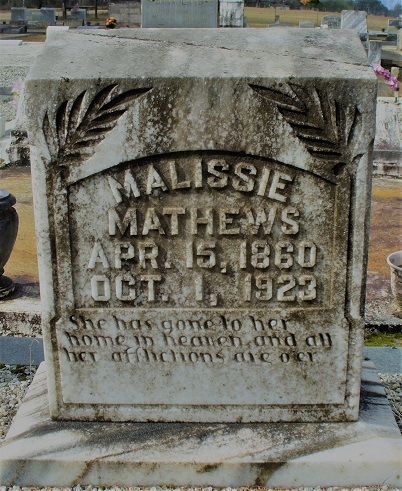 MALISSIE
MATHEWS
APR. 15, 1860
OCT. 1, 1923
She has gone to her
home in heaven and all
her afflictions are o'er